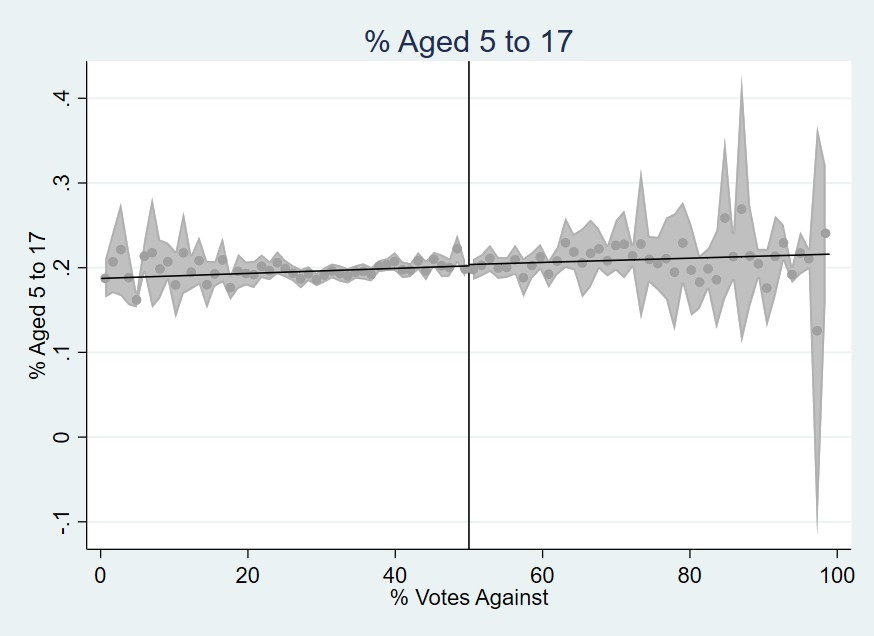 % Aged 5 to 17
% Aged 5 to 17
.4
.3
.2
.1
0
-.1
0 20 40 60 80 100
% Votes Against